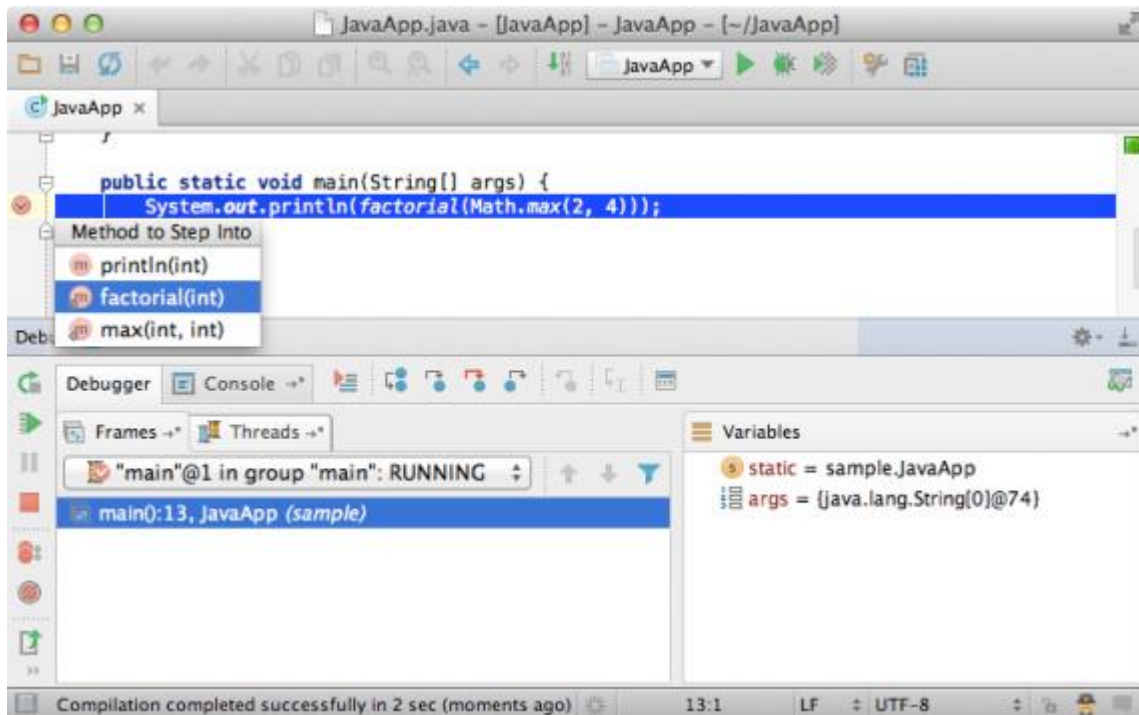 JavaApp.java – [JavaApp] – JavaApp – [~/JavaApp]
JavaApp
JavaApp
}
public static void main(String[] args) {
System.out.println(factorial(Math.max(2, 4)));
Method to Step Into
println(int)
factorial(int)
max(int, int)
Deb
Debugger Console
Frames Threads Variables
"main"@1 in group "main": RUNNING
static = sample.JavaApp
main():13, JavaApp (sample)
args = {java.lang.String[0]@74}
Compilation completed successfully in 2 sec (moments ago) 13:1 LF UTF-8